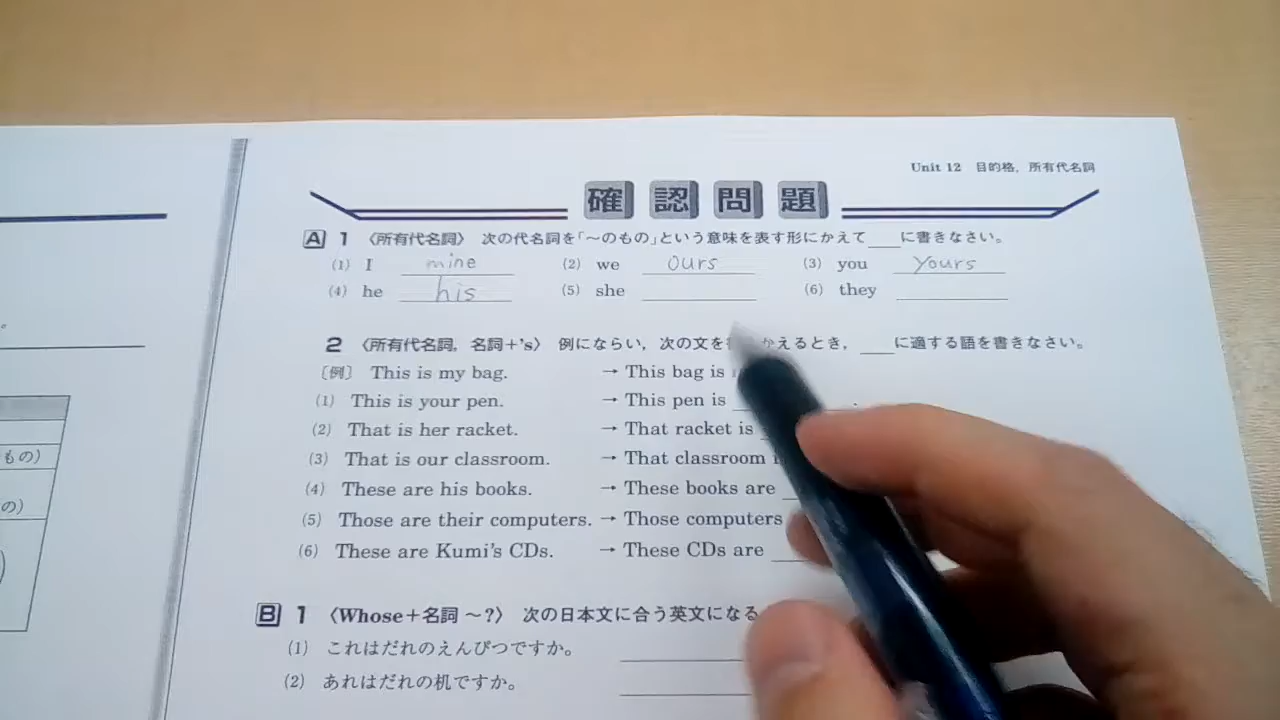 Unit 12 目的格，所有代名詞
確認問題
A 1 〈所有代名詞〉 次の代名詞を「～のもの」という意味を表す形にかえて___に書きなさい。
(1) I mine (2) we ours (3) you yours
(4) he his (5) she (6) they
2 〈所有代名詞，名詞＋'s〉 例にならい，次の文を かえるとき，___に適する語を書きなさい。
〔例〕 This is my bag. → This bag is
(1) This is your pen. → This pen is ___.
(2) That is her racket. → That racket is
(3) That is our classroom. → That classroom
(4) These are his books. → These books are
(5) Those are their computers. → Those computers
(6) These are Kumi's CDs. → These CDs are
B 1 〈Whose＋名詞 ～?〉 次の日本文に合う英文になる
(1) これはだれのえんぴつですか。
(2) あれはだれの机ですか。
もの）
の）